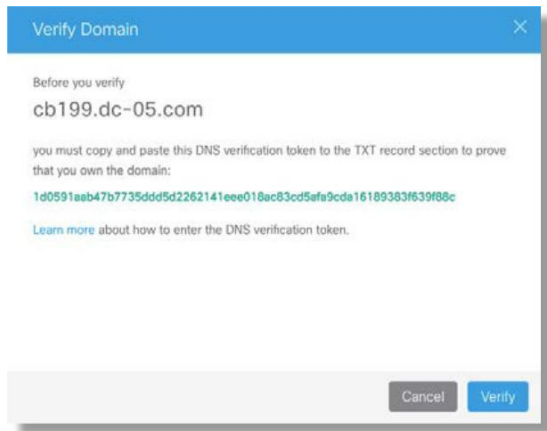 Verify Domain
Before you verify
cb199.dc-05.com
you must copy and paste this DNS verification token to the TXT record section to prove
that you own the domain:
1d0591aab47b7735ddd5d2262141eee018ac83cd5afa9cda16189383f639f88c
Learn more about how to enter the DNS verification token.
Cancel Verify